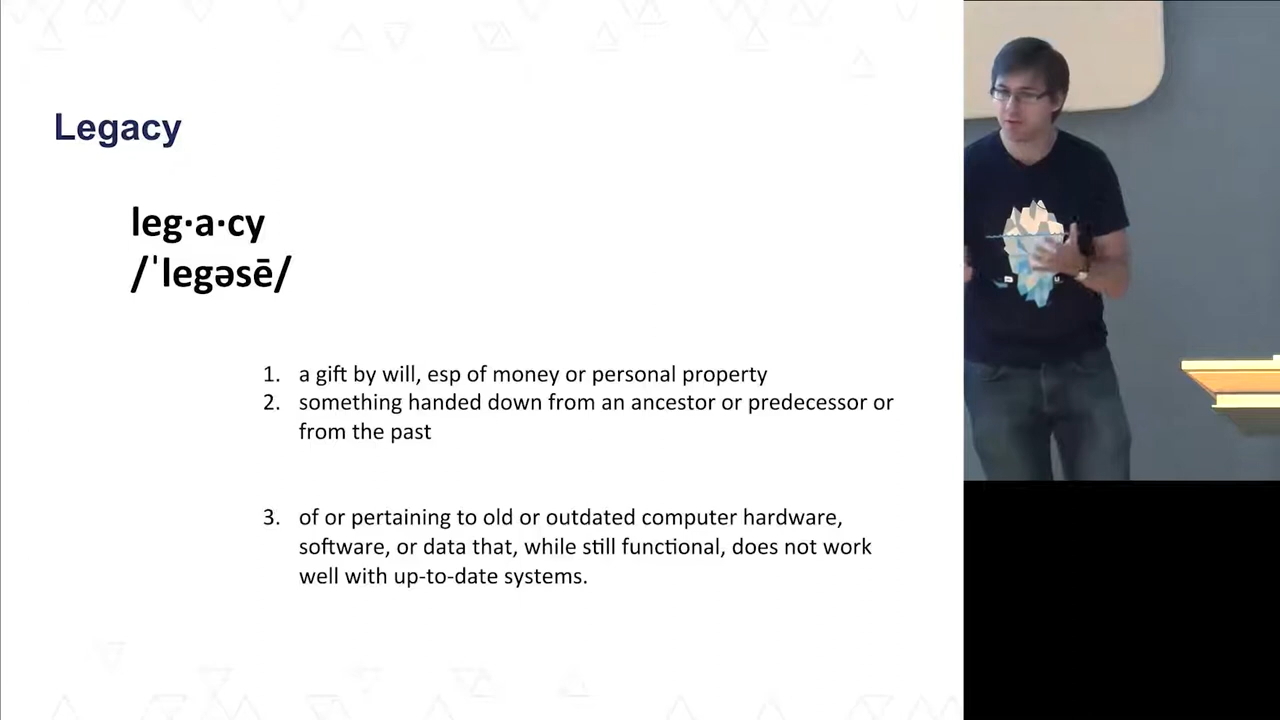 Legacy
leg·a·cy
/ˈlegəsē/
1. a gift by will, esp of money or personal property
2. something handed down from an ancestor or predecessor or
from the past
3. of or pertaining to old or outdated computer hardware,
software, or data that, while still functional, does not work
well with up-to-date systems.